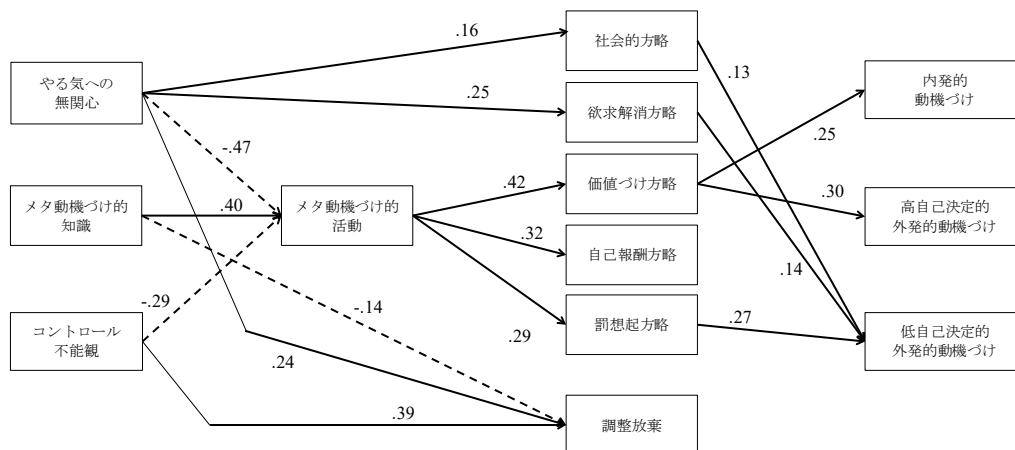 やる気への
無関心
メタ動機づけ的
知識
コントロール
不能観
メタ動機づけ的
活動
社会的方略
欲求解消方略
価値づけ方略
自己報酬方略
罰想起方略
調整放棄
内発的
動機づけ
高自己決定的
外発的動機づけ
低自己決定的
外発的動機づけ
.16
.25
-.47
.40
-.29
.42
.32
.29
-.14
.24
.39
.13
.25
.30
.14
.27